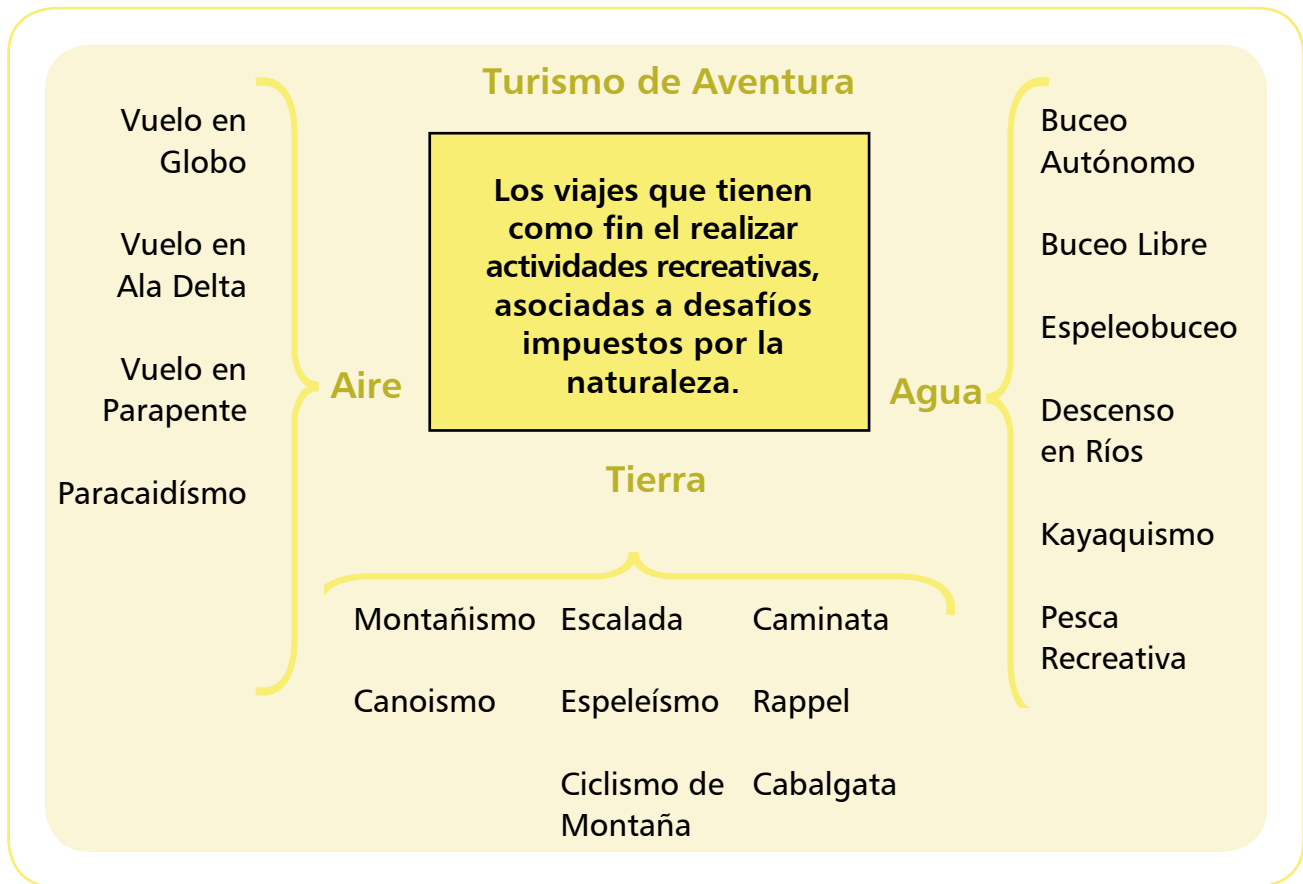 Turismo de Aventura
Los viajes que tienen
como fin el realizar
actividades recreativas,
asociadas a desafíos
impuestos por la
naturaleza.
Aire
Vuelo en
Globo
Vuelo en
Ala Delta
Vuelo en
Parapente
Paracaidísmo
Agua
Buceo
Autónomo
Buceo Libre
Espeleobuceo
Descenso
en Ríos
Kayaquismo
Pesca
Recreativa
Tierra
Montañismo Escalada Caminata
Canoismo Espeleísmo Rappel
Ciclismo de Cabalgata
Montaña